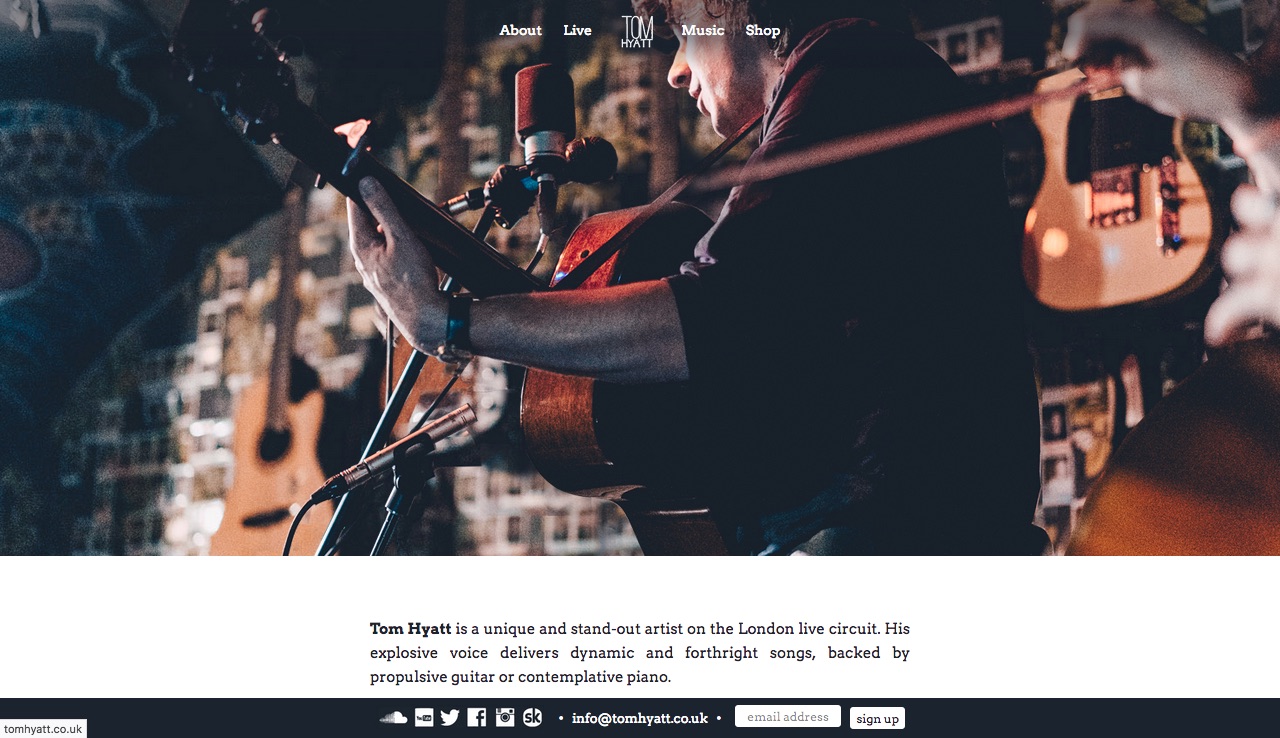 About Live TOM HYATT Music Shop
Tom Hyatt is a unique and stand-out artist on the London live circuit. His
explosive voice delivers dynamic and forthright songs, backed by
propulsive guitar or contemplative piano.
You Tube sk • info@tomhyatt.co.uk • email address sign up
tomhyatt.co.uk